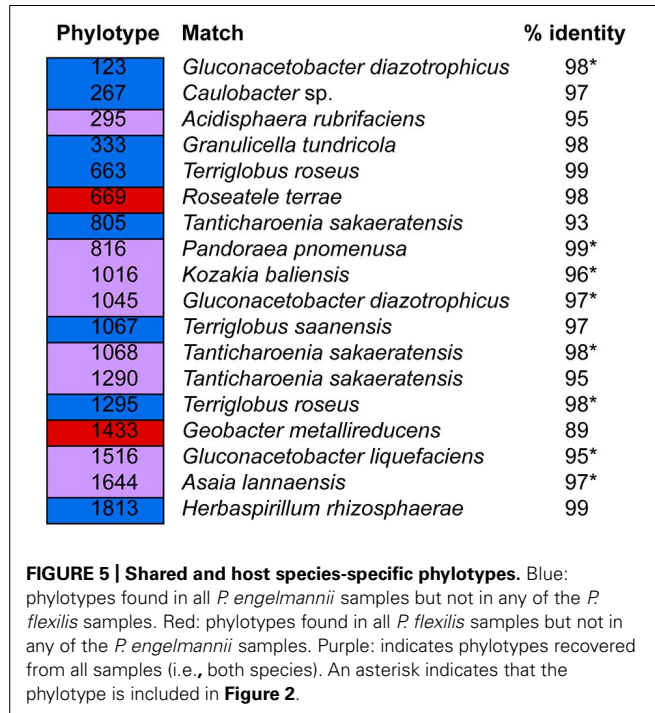 Phylotype Match % identity
123 Gluconacetobacter diazotrophicus 98*
267 Caulobacter sp. 97
295 Acidisphaera rubrifaciens 95
333 Granulicella tundricola 98
663 Terriglobus roseus 99
669 Roseatele terrae 98
805 Tanticharoenia sakaeratensis 93
816 Pandoraea pnomenusa 99*
1016 Kozakia baliensis 96*
1045 Gluconacetobacter diazotrophicus 97*
1067 Terriglobus saanensis 97
1068 Tanticharoenia sakaeratensis 98*
1290 Tanticharoenia sakaeratensis 95
1295 Terriglobus roseus 98*
1433 Geobacter metallireducens 89
1516 Gluconacetobacter liquefaciens 95*
1644 Asaia lannaensis 97*
1813 Herbaspirillum rhizosphaerae 99
FIGURE 5 | Shared and host species-specific phylotypes. Blue:
phylotypes found in all P. engelmannii samples but not in any of the P.
flexilis samples. Red: phylotypes found in all P. flexilis samples but not in
any of the P. engelmannii samples. Purple: indicates phylotypes recovered
from all samples (i.e., both species). An asterisk indicates that the
phylotype is included in Figure 2.